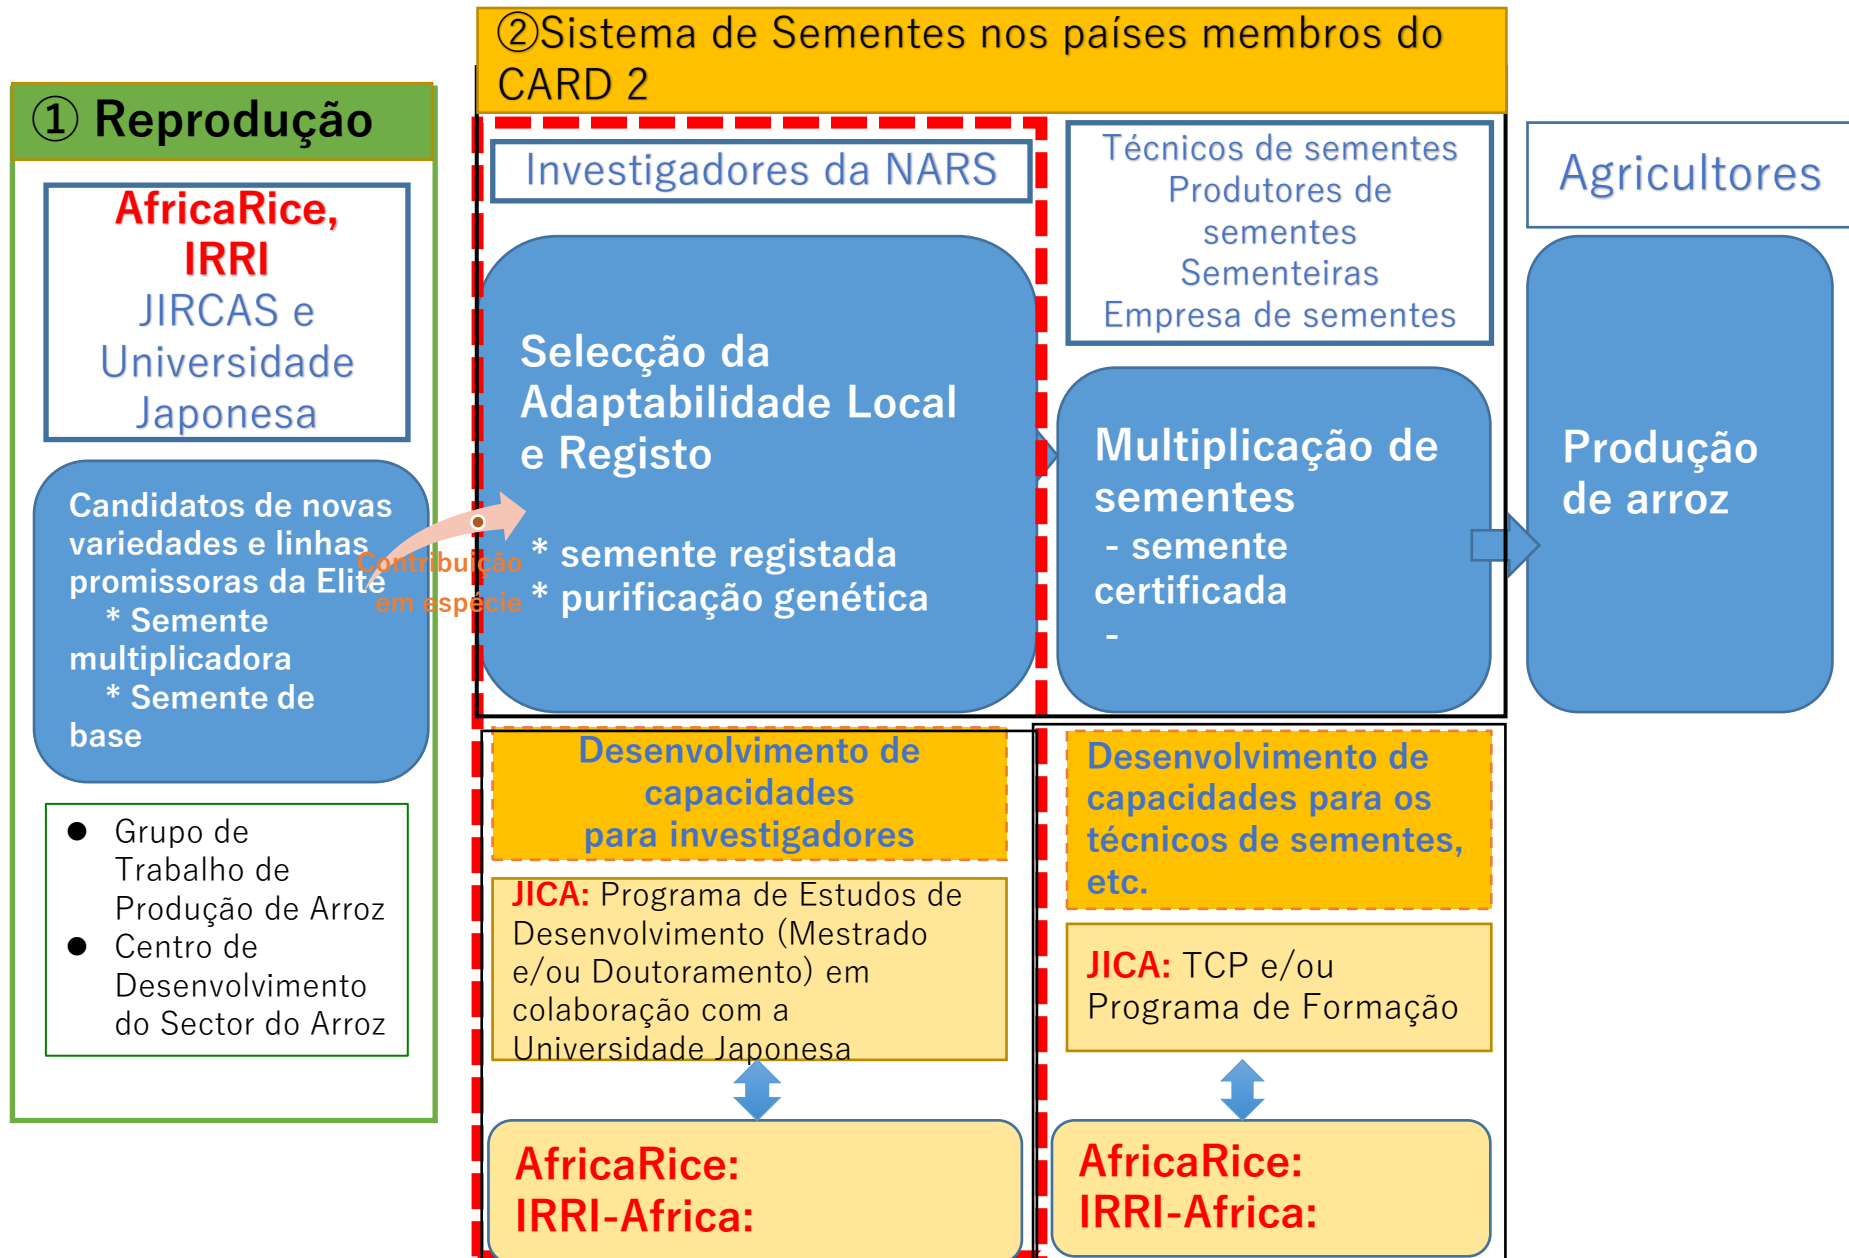 ①Reprodução
AfricaRice,
IRRI
JIRCAS e
Universidade
Japonesa
Candidatos de novas
variedades e linhas
promissoras da Elite
* Semente
multiplicadora
* Semente de
base
● Grupo de
Trabalho de
Produção de Arroz
● Centro de
Desenvolvimento
do Sector do Arroz
Contribuição
em espécie
②Sistema de Sementes nos países membros do
CARD 2
Investigadores da NARS
Selecção da
Adaptabilidade Local
e Registo
* semente registada
* purificação genética
Técnicos de sementes
Produtores de
sementes
Sementeiras
Empresa de sementes
Multiplicação de
sementes
- semente
certificada
-
Agricultores
Produção
de arroz
Desenvolvimento de
capacidades
para investigadores
JICA: Programa de Estudos de
Desenvolvimento (Mestrado
e/ou Doutoramento) em
colaboração com a
Universidade Japonesa
AfricaRice:
IRRI-Africa:
Desenvolvimento de
capacidades para os
técnicos de sementes,
etc.
JICA: TCP e/ou
Programa de Formação
AfricaRice:
IRRI-Africa: